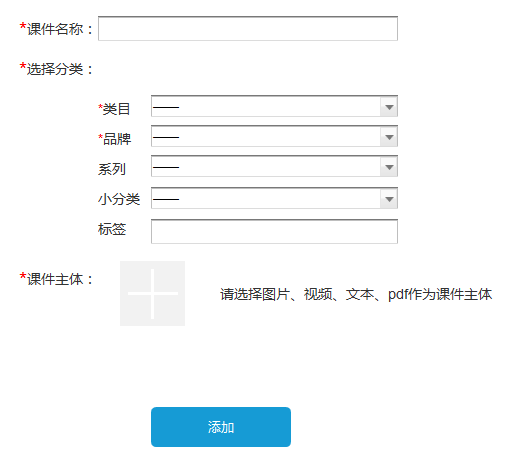 *课件名称：
*选择分类：
*类目 ——
*品牌 ——
系列 ——
小分类 ——
标签
*课件主体：
请选择图片、视频、文本、pdf作为课件主体
添加